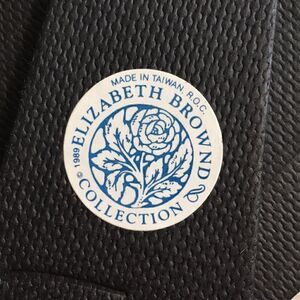 MADE IN TAIWAN, R.O.C.
© 1989 ELIZABETH BROWND
COLLECTION